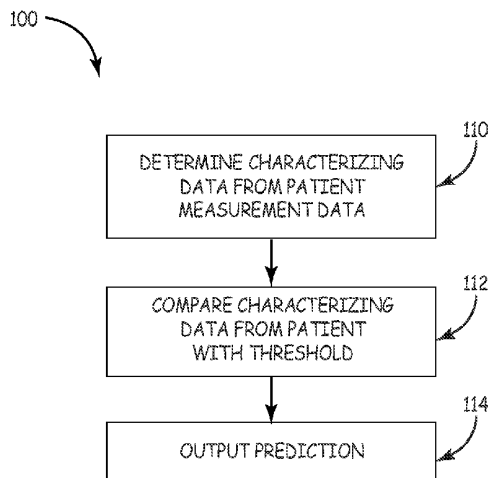 100
110
DETERMINE CHARACTERIZING
DATA FROM PATIENT
MEASUREMENT DATA
112
COMPARE CHARACTERIZING
DATA FROM PATIENT
WITH THRESHOLD
114
OUTPUT PREDICTION